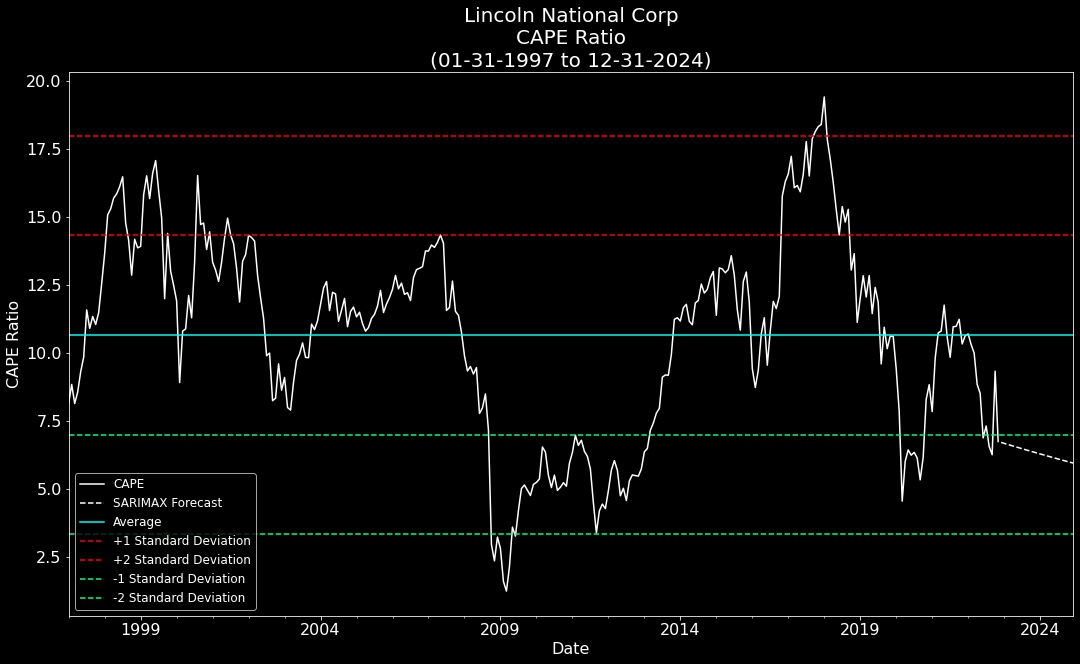 Lincoln National Corp
CAPE Ratio
(01-31-1997 to 12-31-2024)
CAPE Ratio
20.0
17.5
15.0
12.5
10.0
7.5
5.0
2.5
CAPE
SARIMAX Forecast
Average
+1 Standard Deviation
+2 Standard Deviation
-1 Standard Deviation
-2 Standard Deviation
1999
2004
2009
2014
2019
2024
Date